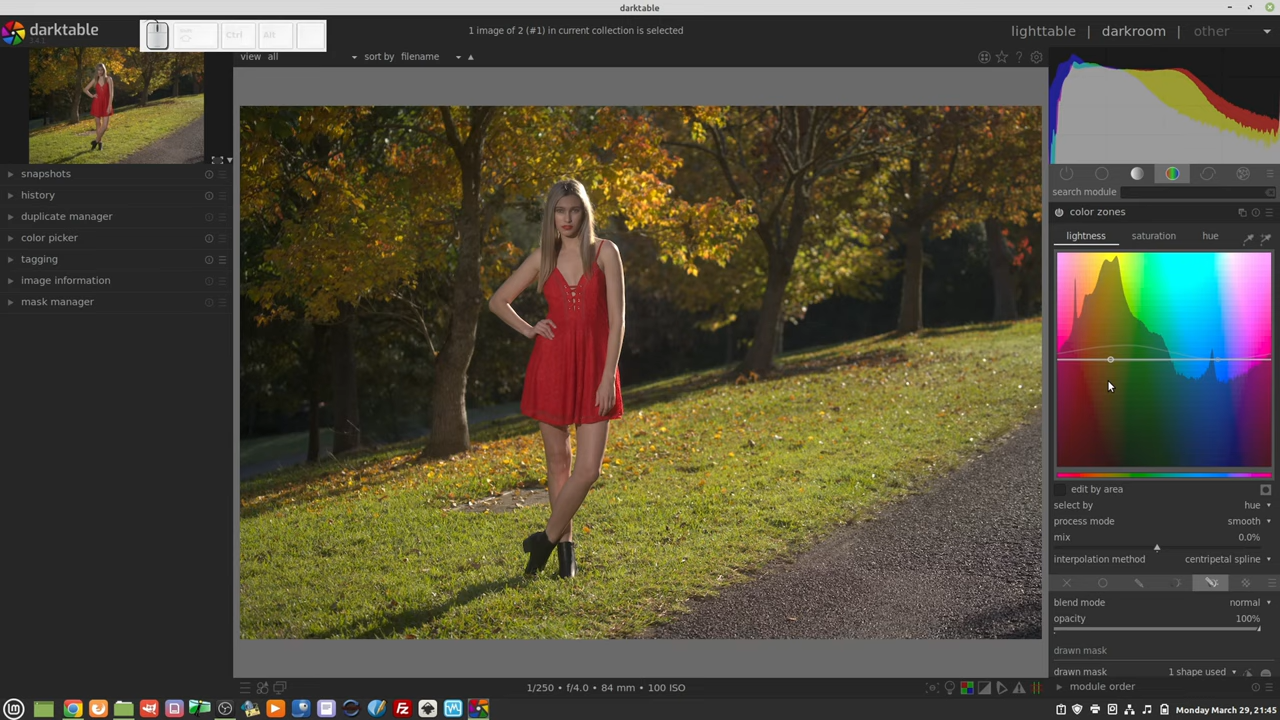 darktable
darktable
Ctrl
Alt
1 image of 2 (#1) in current collection is selected
lighttable | darkroom | other
view all
sort by filename
snapshots
history
duplicate manager
color picker
tagging
image information
mask manager
search module
color zones
lightness saturation hue
edit by area
select by hue
process mode smooth
mix 0.0%
interpolation method centripetal spline
blend mode normal
opacity 100%
drawn mask
drawn mask 1 shape used
module order
1/250 • f/4.0 • 84 mm • 100 ISO
Monday March 29, 21:45